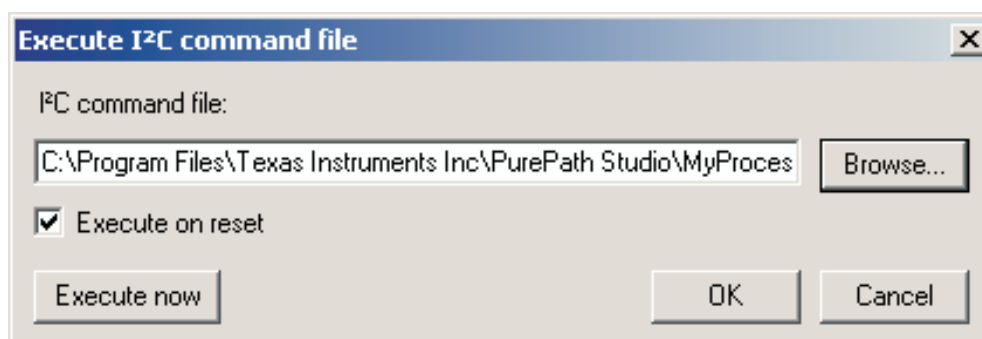 Execute I²C command file
I²C command file:
C:\Program Files\Texas Instruments Inc\PurePath Studio\MyProces
Browse...
Execute on reset
Execute now
OK
Cancel